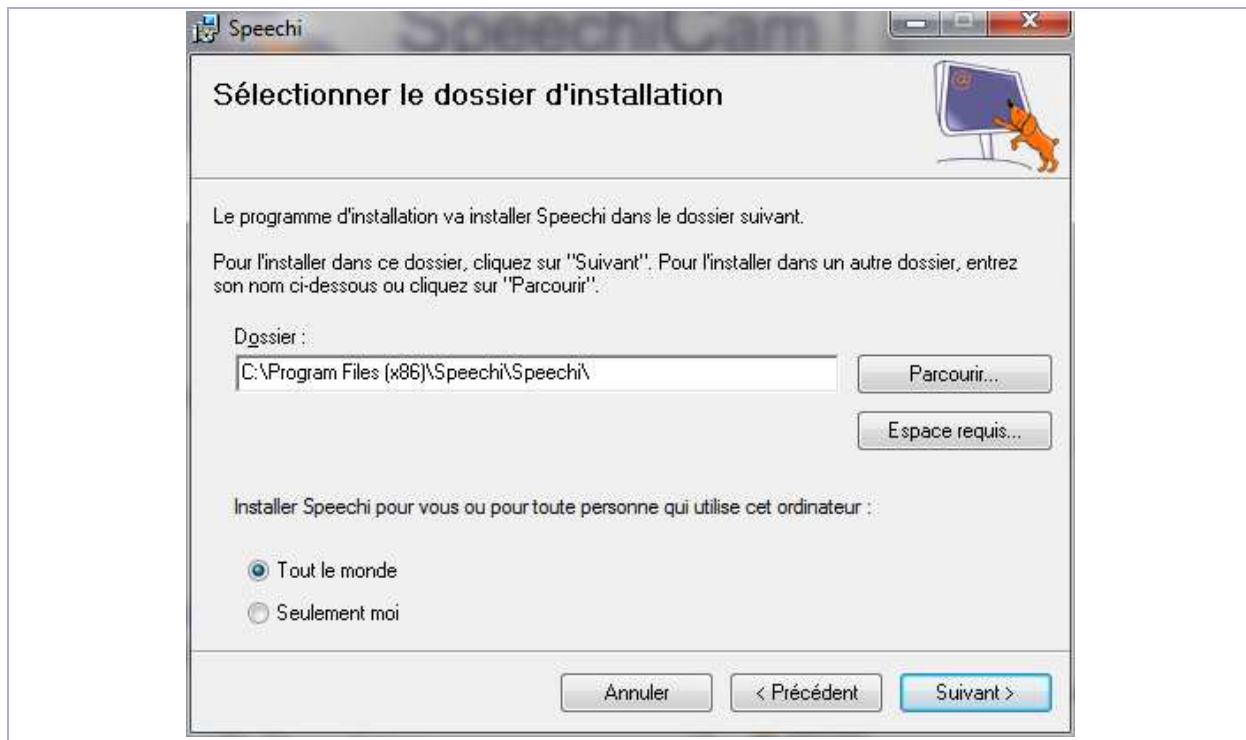 SpeechiCam !
Speechi
Sélectionner le dossier d'installation
@
Le programme d'installation va installer Speechi dans le dossier suivant.
Pour l'installer dans ce dossier, cliquez sur "Suivant". Pour l'installer dans un autre dossier, entrez
son nom ci-dessous ou cliquez sur "Parcourir".
Dossier :
C:\Program Files (x86)\Speechi\Speechi\
Parcourir...
Espace requis...
Installer Speechi pour vous ou pour toute personne qui utilise cet ordinateur :
Tout le monde
Seulement moi
Annuler
< Précédent
Suivant >